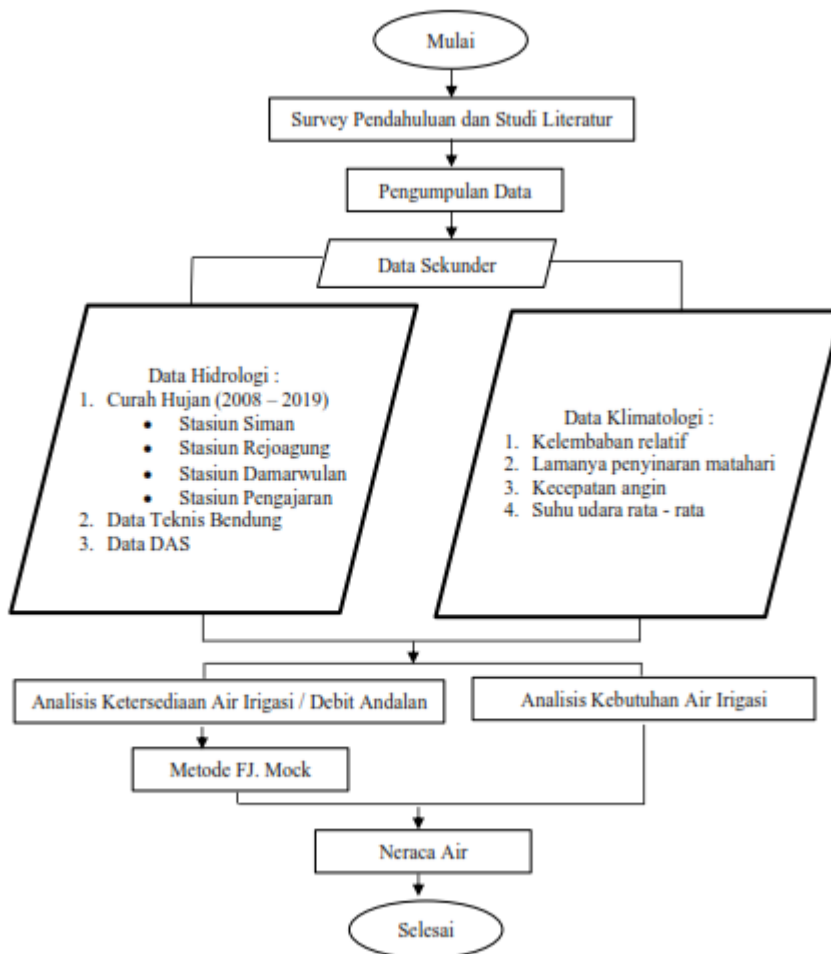 Mulai
Survey Pendahuluan dan Studi Literatur
Pengumpulan Data
Data Sekunder
Data Hidrologi :
1. Curah Hujan (2008 – 2019)
• Stasiun Siman
• Stasiun Rejoagung
• Stasiun Damarwulan
• Stasiun Pengajaran
2. Data Teknis Bendung
3. Data DAS
Data Klimatologi :
1. Kelembaban relatif
2. Lamanya penyinaran matahari
3. Kecepatan angin
4. Suhu udara rata - rata
Analisis Ketersediaan Air Irigasi / Debit Andalan
Analisis Kebutuhan Air Irigasi
Metode FJ. Mock
Neraca Air
Selesai